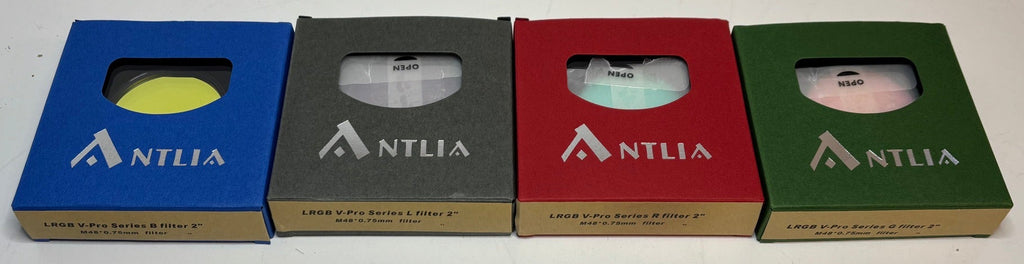 ANTLIA
LRGB V-Pro Series B filter 2"
M48*0.75mm filter
OPEN
ANTLIA
LRGB V-Pro Series L filter 2"
M48*0.75mm filter
OPEN
ANTLIA
LRGB V-Pro Series R filter 2"
M48*0.75mm filter
OPEN
ANTLIA
LRGB V-Pro Series G filter 2"
M48*0.75mm filter